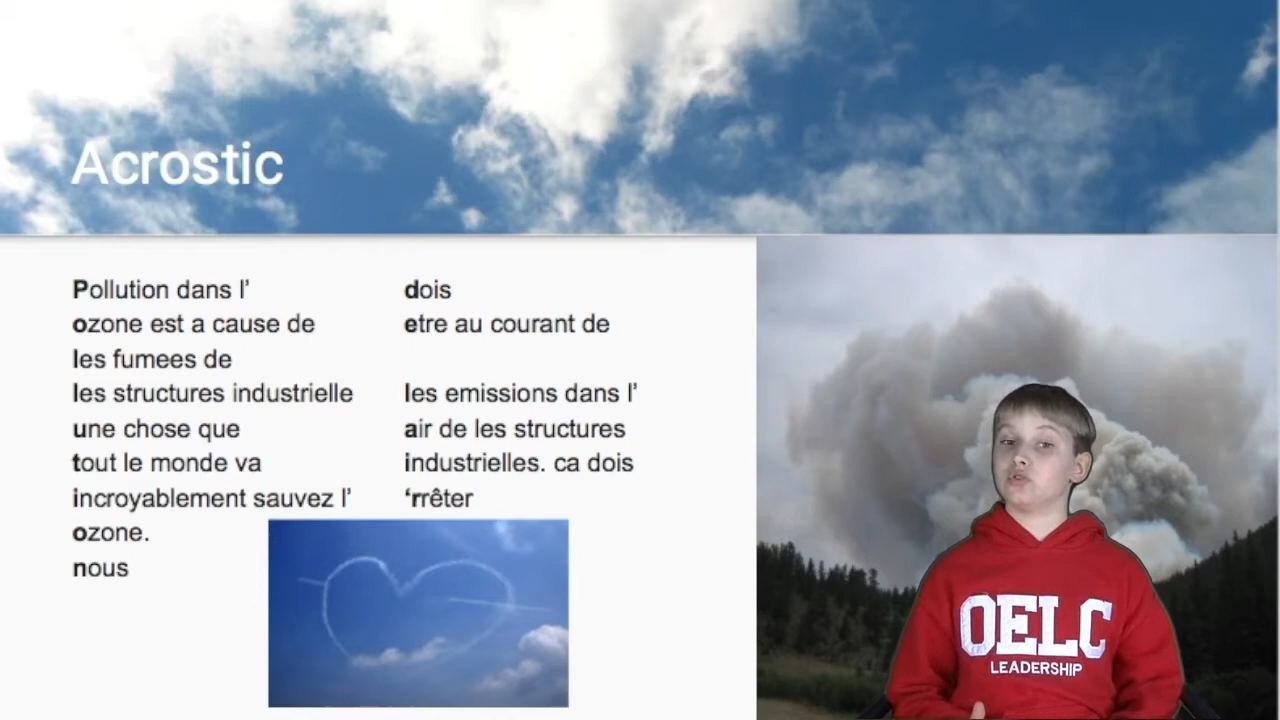 Acrostic
Pollution dans l’
ozone est a cause de
les fumees de
les structures industrielle
une chose que
tout le monde va
incroyablement sauvez l’
ozone.
nous
dois
etre au courant de
les emissions dans l’
air de les structures
industrielles. ca dois
‘rrêter
OELC
LEADERSHIP